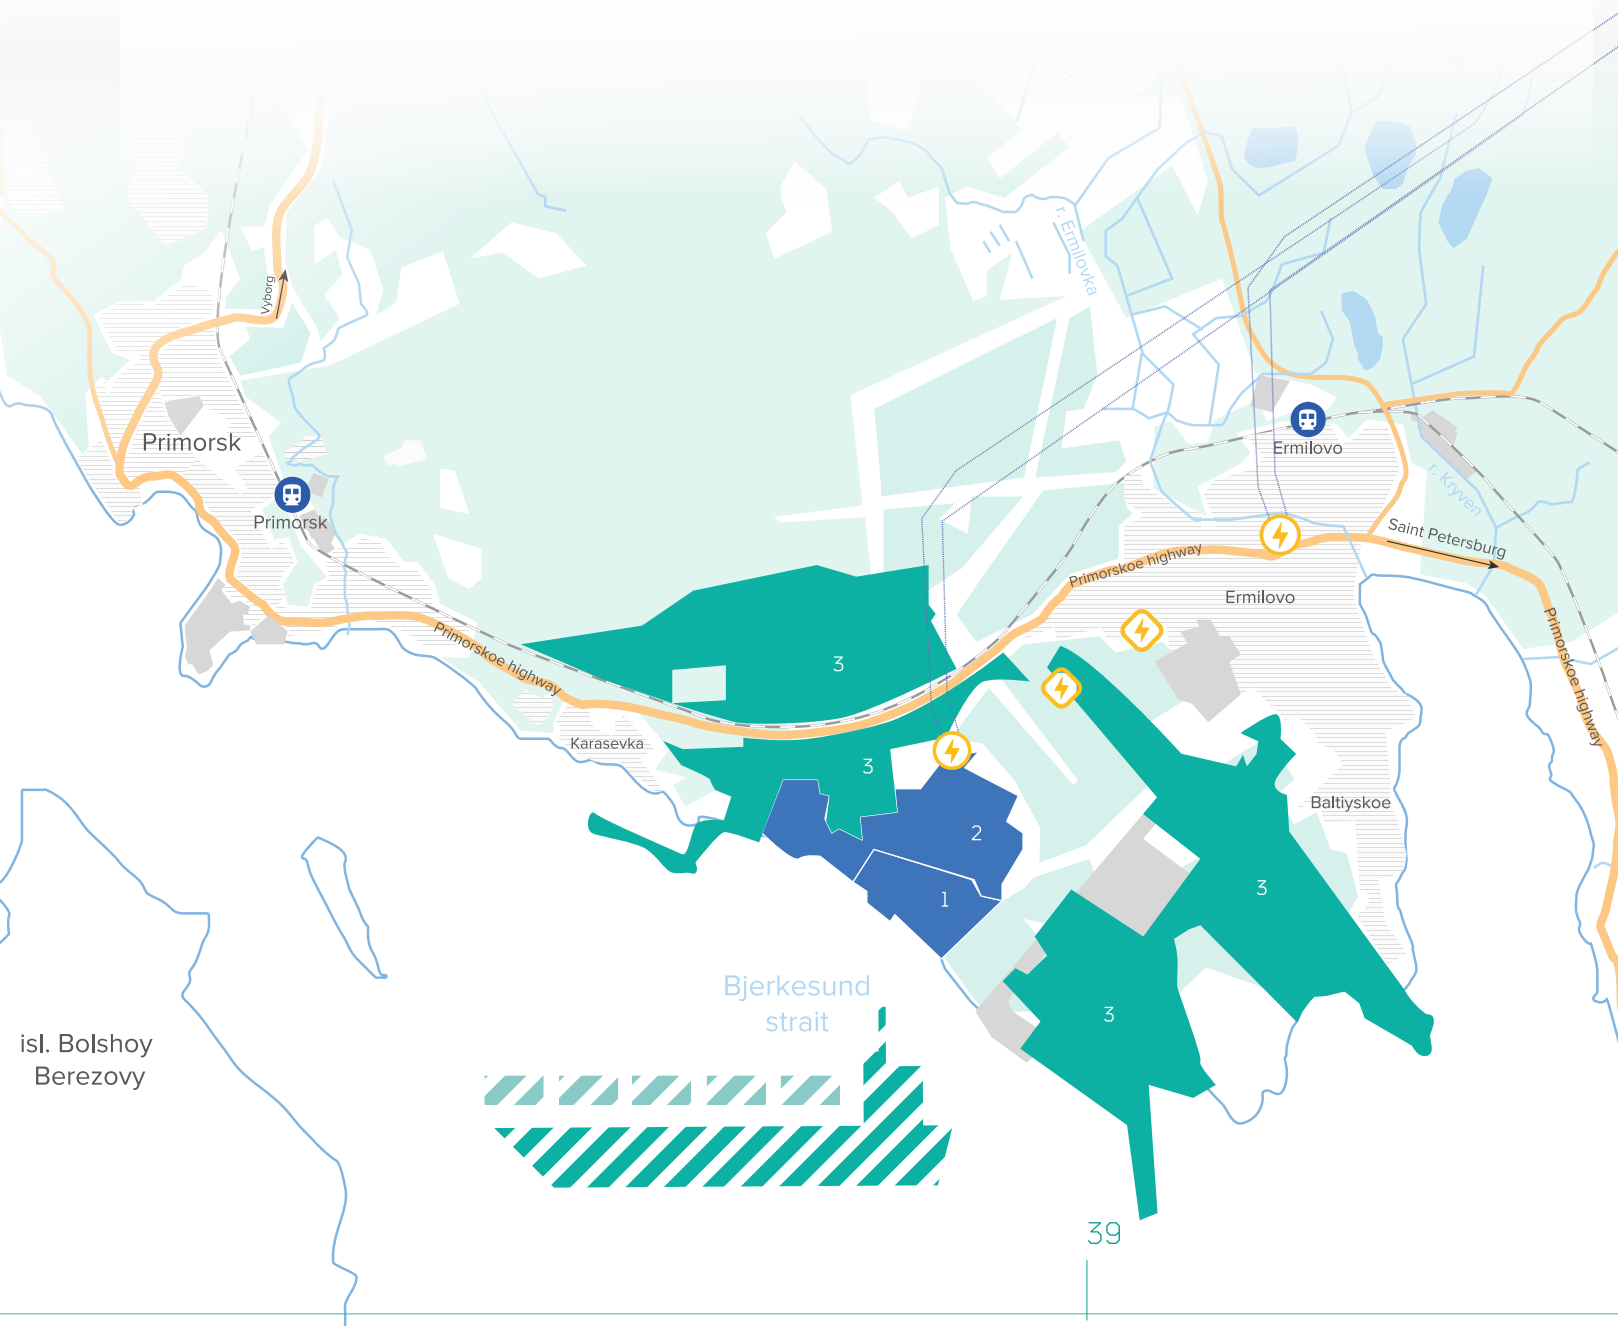 r. Ermilovka
Vyborg
Primorsk
Ermilovo
r. Kryven
Primorsk
Saint Petersburg
Primorskoe highway
Ermilovo
Primorskoe highway
Primorskoe highway
3
Karasevka
3
Baltiyskoe
2
3
1
Bjerkesund
strait
3
isl. Bolshoy
Berezovy
39